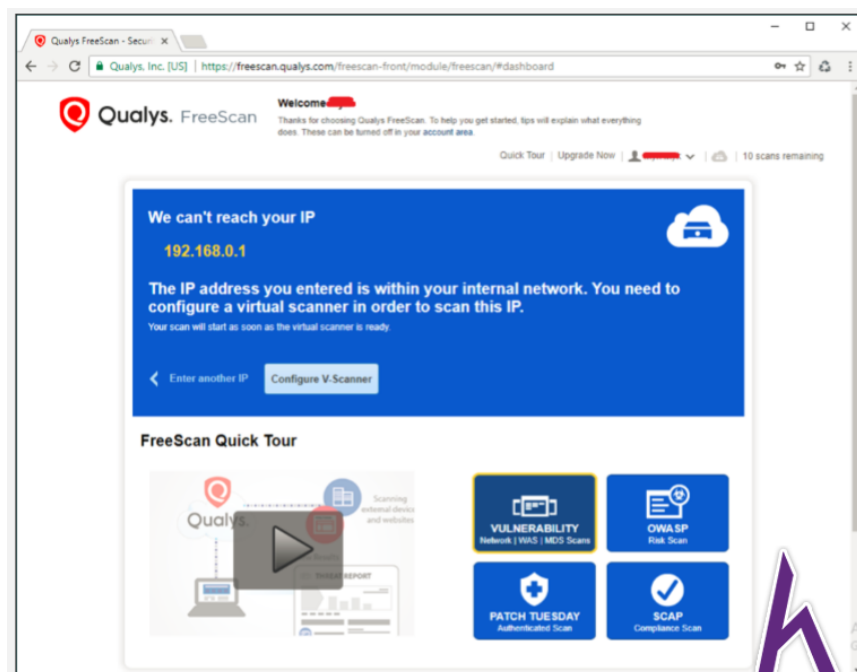 Qualys FreeScan - Securi
Qualys, Inc. [US] | https://freescan.qualys.com/freescan-front/module/freescan/#dashboard
Qualys. FreeScan
Welcome
Thanks for choosing Qualys FreeScan. To help you get started, tips will explain what everything
does. These can be turned off in your account area.
Quick Tour | Upgrade Now | 10 scans remaining
We can't reach your IP
192.168.0.1
The IP address you entered is within your internal network. You need to
configure a virtual scanner in order to scan this IP.
Your scan will start as soon as the virtual scanner is ready.
Enter another IP
Configure V-Scanner
FreeScan Quick Tour
Qualys.
Scanning
external device
and websites
THREAT REPORT
VULNERABILITY
Network | WAS | MDS Scans
OWASP
Risk Scan
PATCH TUESDAY
Authenticated Scan
SCAP
Compliance Scan